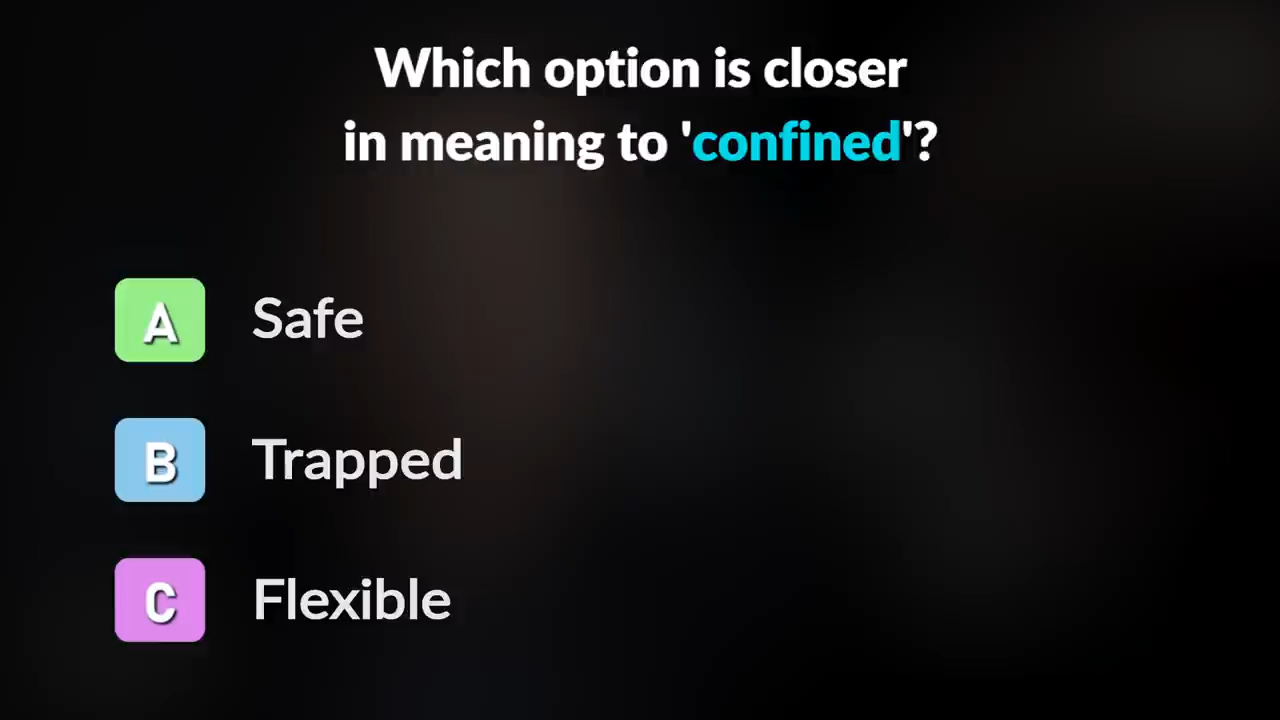 Which option is closer
in meaning to 'confined'?
A Safe
B Trapped
C Flexible